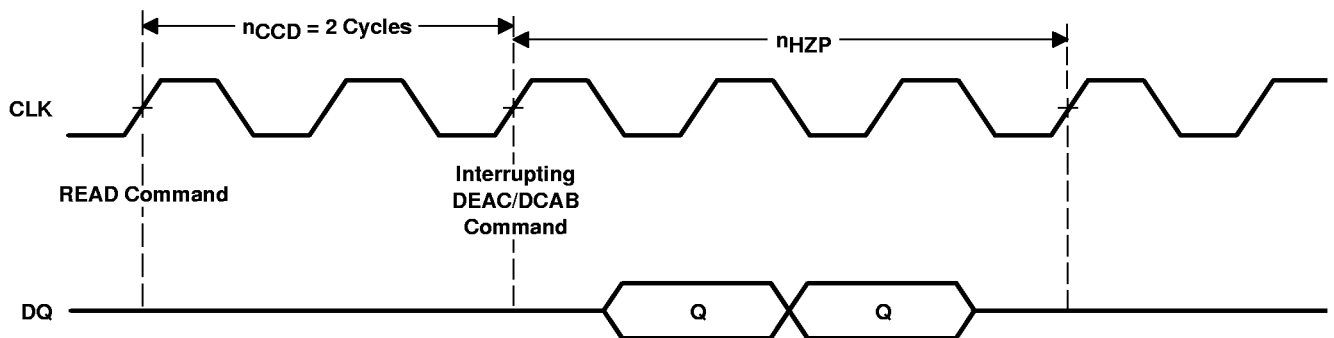 nCCD = 2 Cycles
nHZP
CLK
READ Command
Interrupting
DEAC/DCAB
Command
DQ
Q
Q